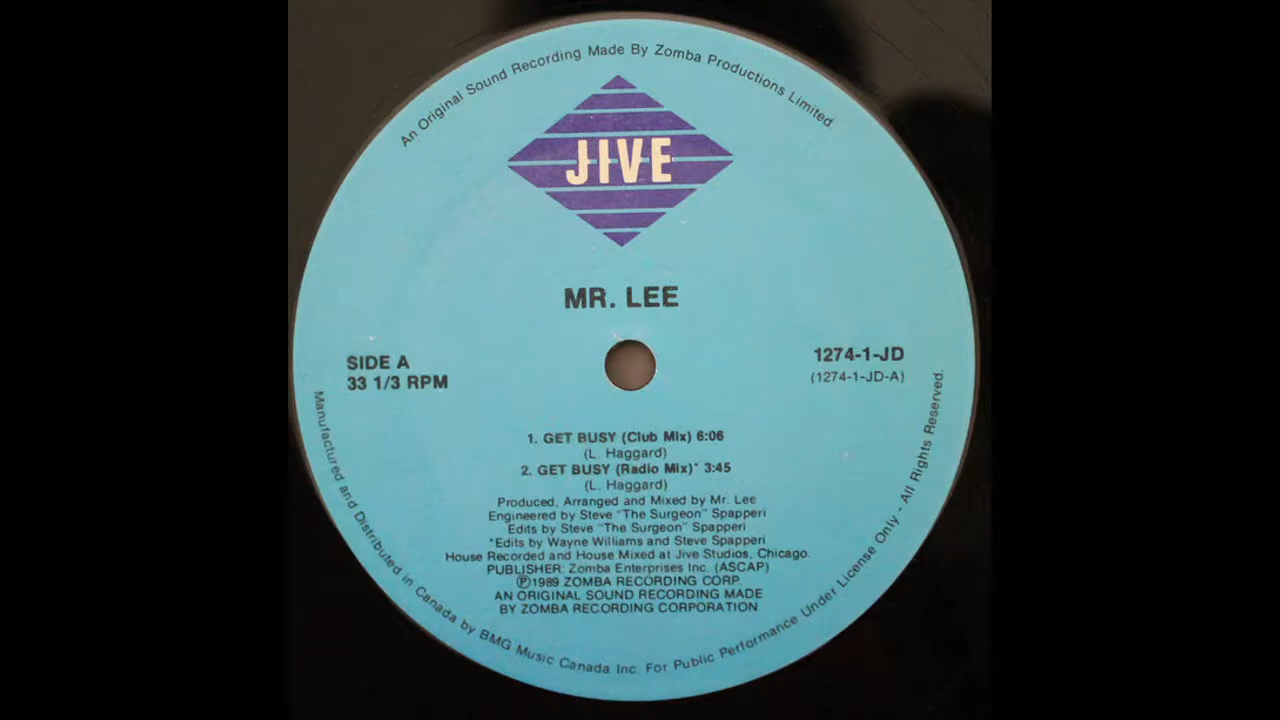 An Original Sound Recording Made By Zomba Productions Limited.
JIVE
MR. LEE
SIDE A
33 1/3 RPM
1274-1-JD
(1274-1-JD-A)
1. GET BUSY (Club Mix) 6:06
(L. Haggard)
2. GET BUSY (Radio Mix)* 3:45
(L. Haggard)
Produced, Arranged and Mixed by Mr. Lee
Engineered by Steve "The Surgeon" Spapperi
Edits by Steve "The Surgeon" Spapperi
*Edits by Wayne Williams and Steve Spapperi
House Recorded and House Mixed at Jive Studios, Chicago.
PUBLISHER: Zomba Enterprises Inc. (ASCAP)
℗1989 ZOMBA RECORDING CORP.
AN ORIGINAL SOUND RECORDING MADE
BY ZOMBA RECORDING CORPORATION
Manufactured and Distributed in Canada by BMG Music Canada Inc. For Public Performance Under License Only - All Rights Reserved.